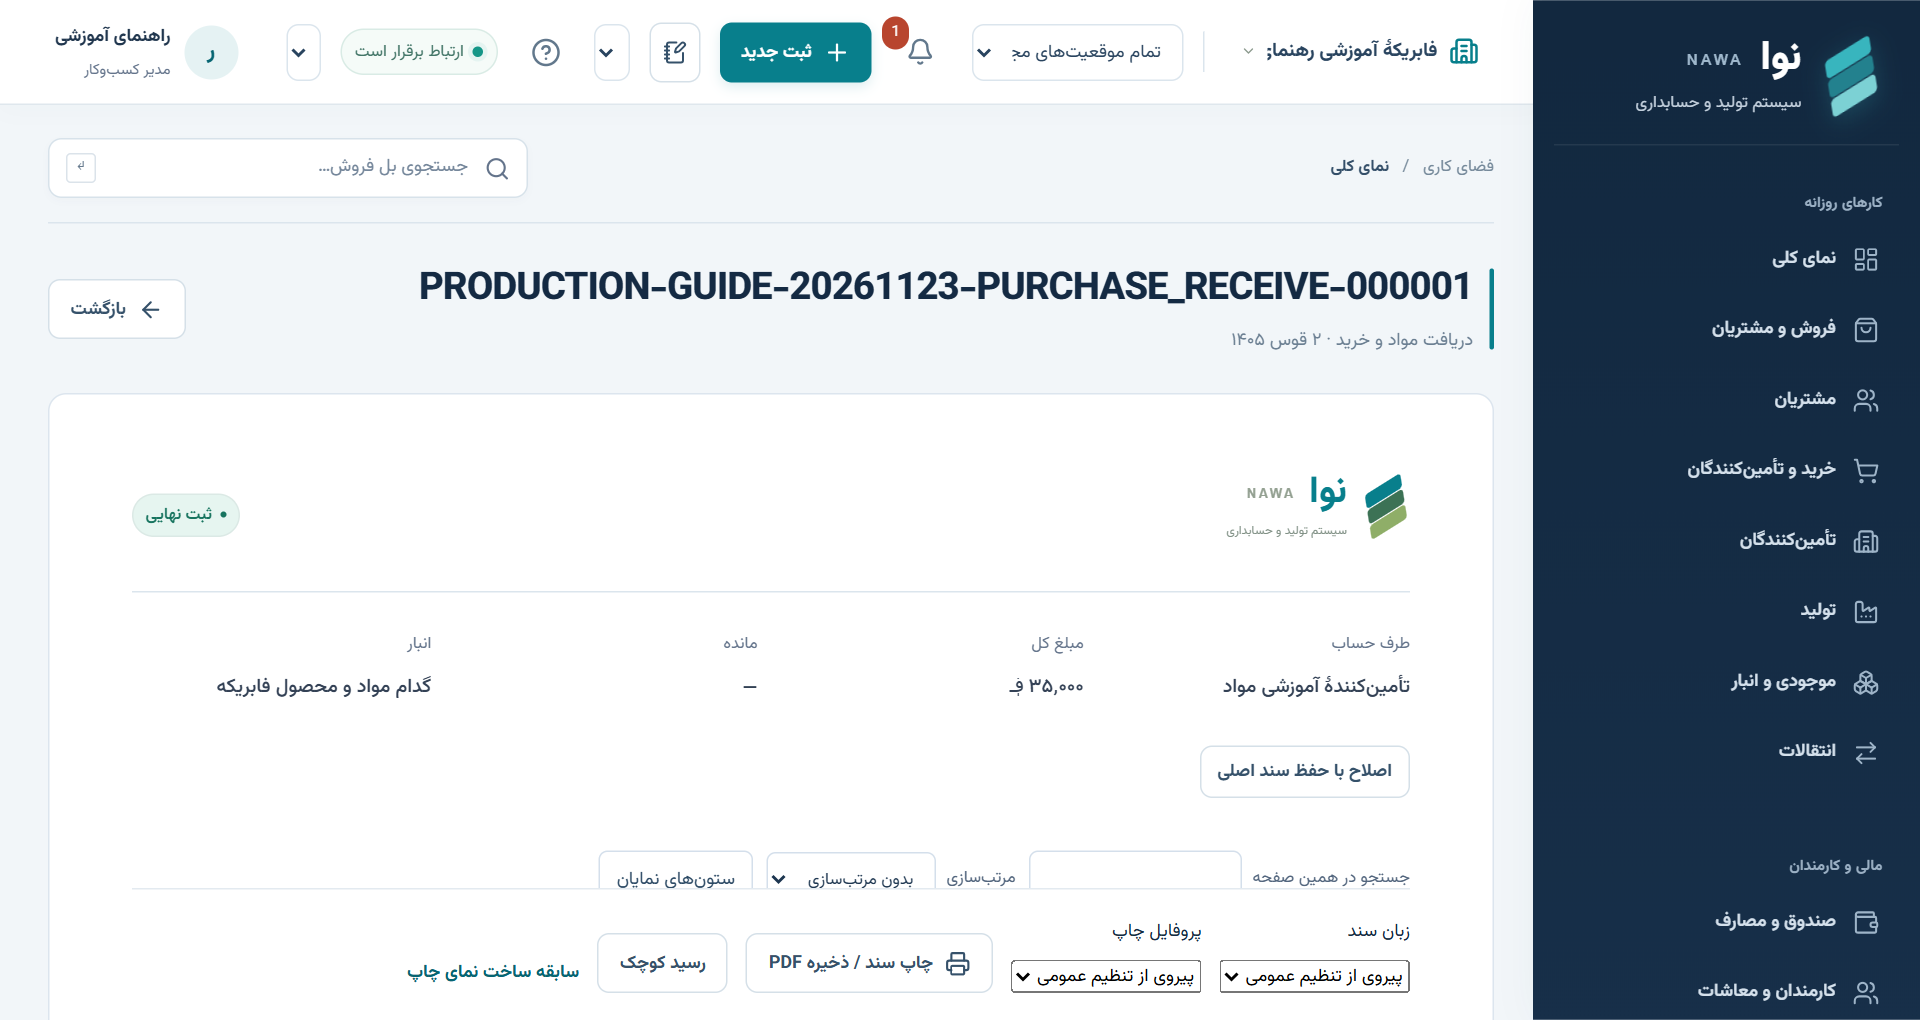 نوا NAWA
سیستم تولید و حسابداری
کارهای روزانه
نمای کلی
فروش و مشتریان
مشتریان
خرید و تأمین‌کنندگان
تأمین‌کنندگان
تولید
موجودی و انبار
انتقالات
مالی و کارمندان
صندوق و مصارف
کارمندان و معاشات
فابریکهٔ آموزشی رهنمای
تمام موقعیت‌های مج
1
ثبت جدید
ارتباط برقرار است
ر
راهنمای آموزشی
مدیر کسب‌وکار
فضای کاری / نمای کلی
جستجوی بل فروش...
PRODUCTION-GUIDE-20261123-PURCHASE_RECEIVE-000001
دریافت مواد و خرید · ۲ قوس ۱۴۰۵
بازگشت
نوا NAWA
سیستم تولید و حسابداری
ثبت نهایی
طرف حساب
تأمین‌کنندهٔ آموزشی مواد
مبلغ کل
۳۵,۰۰۰ ؋
مانده
—
انبار
گدام مواد و محصول فابریکه
اصلاح با حفظ سند اصلی
جستجو در همین صفحه
مرتب‌سازی
بدون مرتب‌سازی
ستون‌های نمایان
زبان سند
پیروی از تنظیم عمومی
پروفایل چاپ
پیروی از تنظیم عمومی
چاپ سند / ذخیره PDF
رسید کوچک
سابقه ساخت نمای چاپ